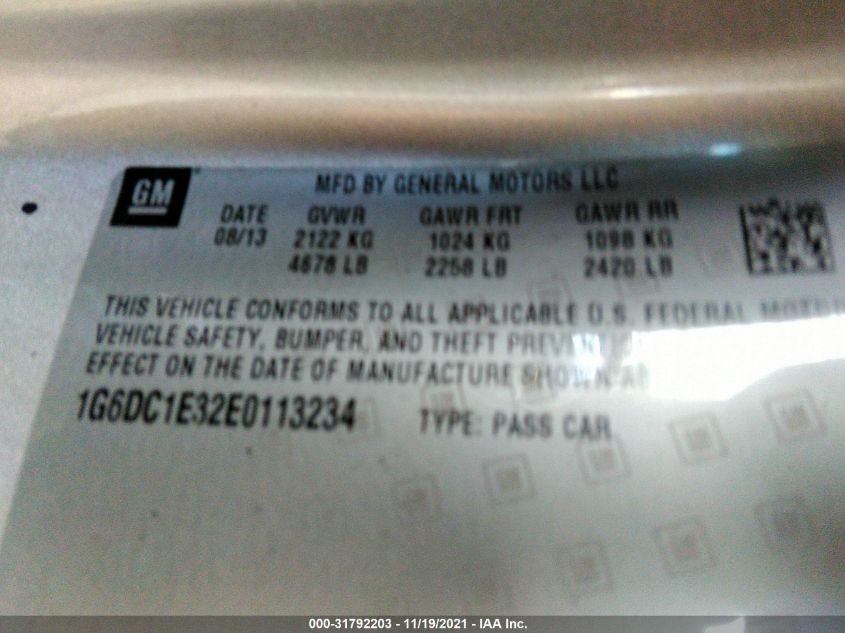 GM
MFD BY GENERAL MOTORS LLC
DATE GVWR GAWR FRT GAWR RR
08/13 2122 KG 1024 KG 1098 KG
4678 LB 2258 LB 2420 LB
THIS VEHICLE CONFORMS TO ALL APPLICABLE U.S. FEDERAL MOTOR
VEHICLE SAFETY, BUMPER, AND THEFT
EFFECT ON THE DATE OF MANUFACTURE SHOWN
1G6DC1E32E0113234 TYPE: PASS CAR
000-31792203 - 11/19/2021 - IAA Inc.